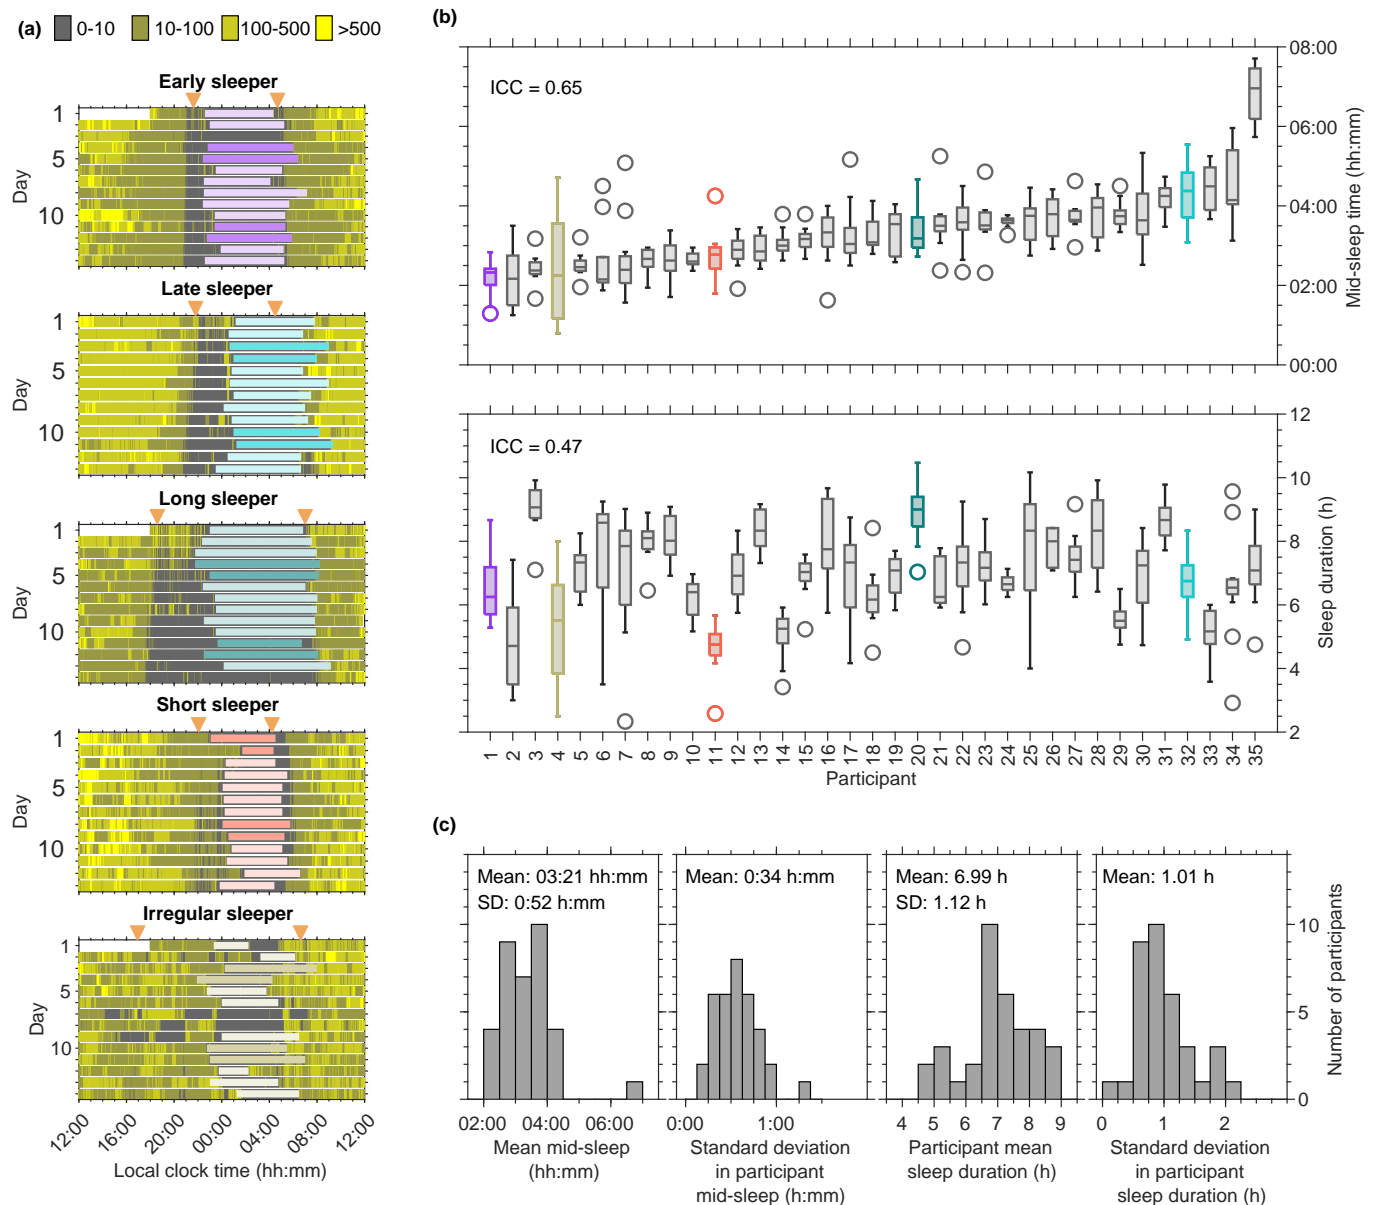 (a) 0-10 10-100 100-500 >500
Early sleeper
1
5
10
Day
Late sleeper
1
5
10
Day
Long sleeper
1
5
10
Day
Short sleeper
1
5
10
Day
Irregular sleeper
1
5
10
Day
12:00 16:00 20:00 00:00 04:00 08:00 12:00
Local clock time (hh:mm)
(b)
ICC = 0.65
08:00
06:00
04:00
02:00
00:00
Mid-sleep time (hh:mm)
ICC = 0.47
12
10
8
6
4
2
Sleep duration (h)
1 2 3 4 5 6 7 8 9 10 11 12 13 14 15 16 17 18 19 20 21 22 23 24 25 26 27 28 29 30 31 32 33 34 35
Participant
(c)
Mean: 03:21 hh:mm
SD: 0:52 h:mm
02:00 04:00 06:00
Mean mid-sleep
(hh:mm)
Mean: 0:34 h:mm
0:00 1:00
Standard deviation
in participant
mid-sleep (h:mm)
Mean: 6.99 h
SD: 1.12 h
4 5 6 7 8 9
Participant mean
sleep duration (h)
Mean: 1.01 h
0 1 2
Standard deviation
in participant
sleep duration (h)
10
5
0
Number of participants